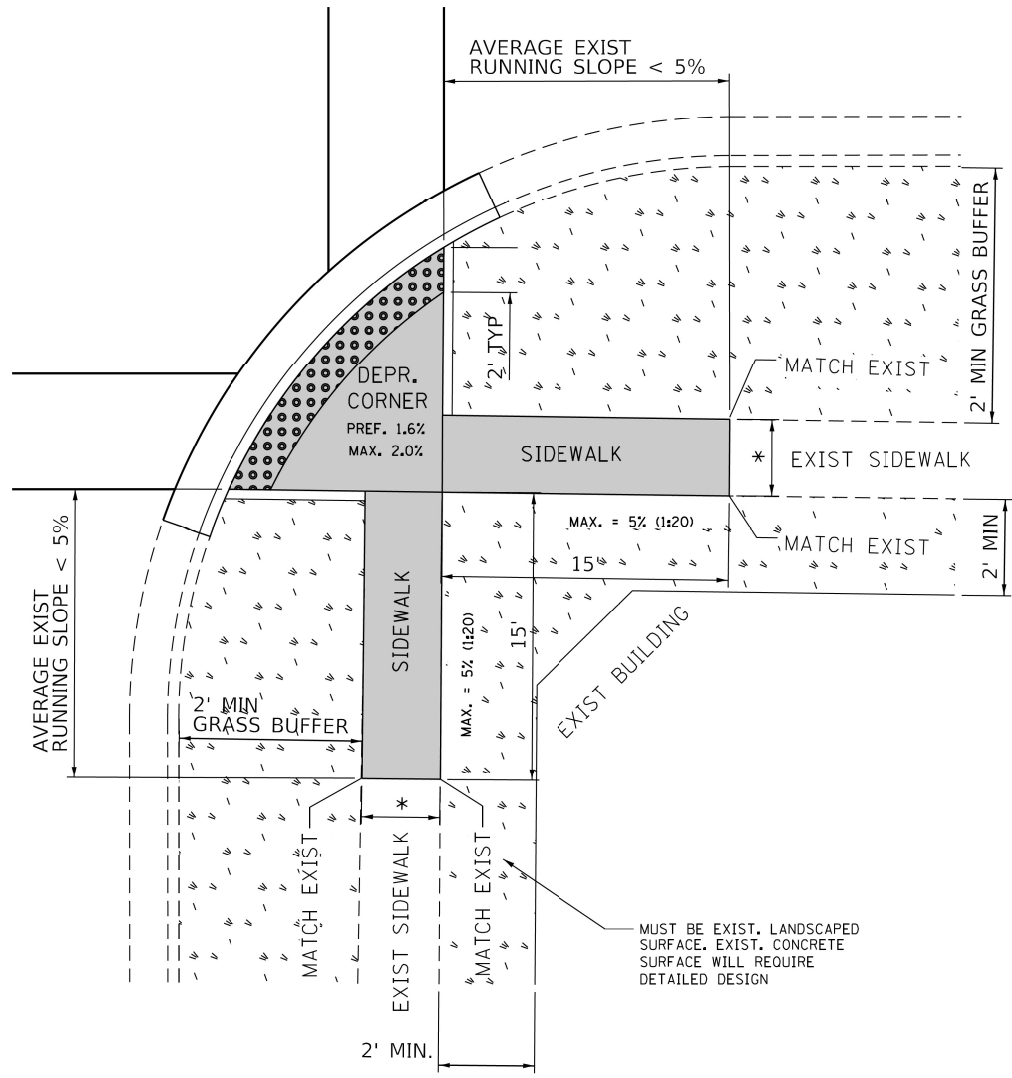 AVERAGE EXIST
RUNNING SLOPE < 5%
2' MIN GRASS BUFFER
2' TYP
MATCH EXIST
DEPR.
CORNER
PREF. 1.6%
MAX. 2.0%
SIDEWALK
*
EXIST SIDEWALK
MAX. = 5% (1:20)
MATCH EXIST
15'
2' MIN
AVERAGE EXIST
RUNNING SLOPE < 5%
SIDEWALK
MAX. = 5% (1:20)
15'
EXIST BUILDING
2' MIN
GRASS BUFFER
*
MATCH EXIST
EXIST SIDEWALK
MATCH EXIST
MUST BE EXIST. LANDSCAPED
SURFACE. EXIST. CONCRETE
SURFACE WILL REQUIRE
DETAILED DESIGN
2' MIN.